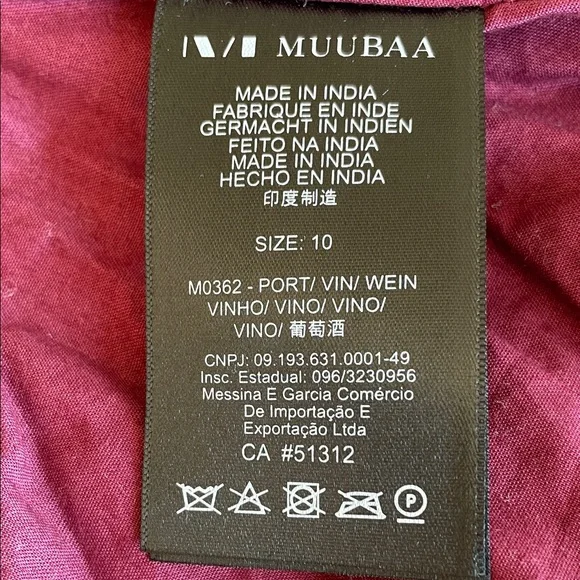 MUUBAA
MADE IN INDIA
FABRIQUE EN INDE
GERMACHT IN INDIEN
FEITO NA INDIA
MADE IN INDIA
HECHO EN INDIA
印度制造
SIZE: 10
M0362 - PORT/ VIN/ WEIN
VINHO/ VINO/ VINO/
VINO/ 葡萄酒
CNPJ: 09.193.631.0001-49
Insc. Estadual: 096/3230956
Messina E Garcia Comércio
De Importação E
Exportação Ltda
CA #51312
P